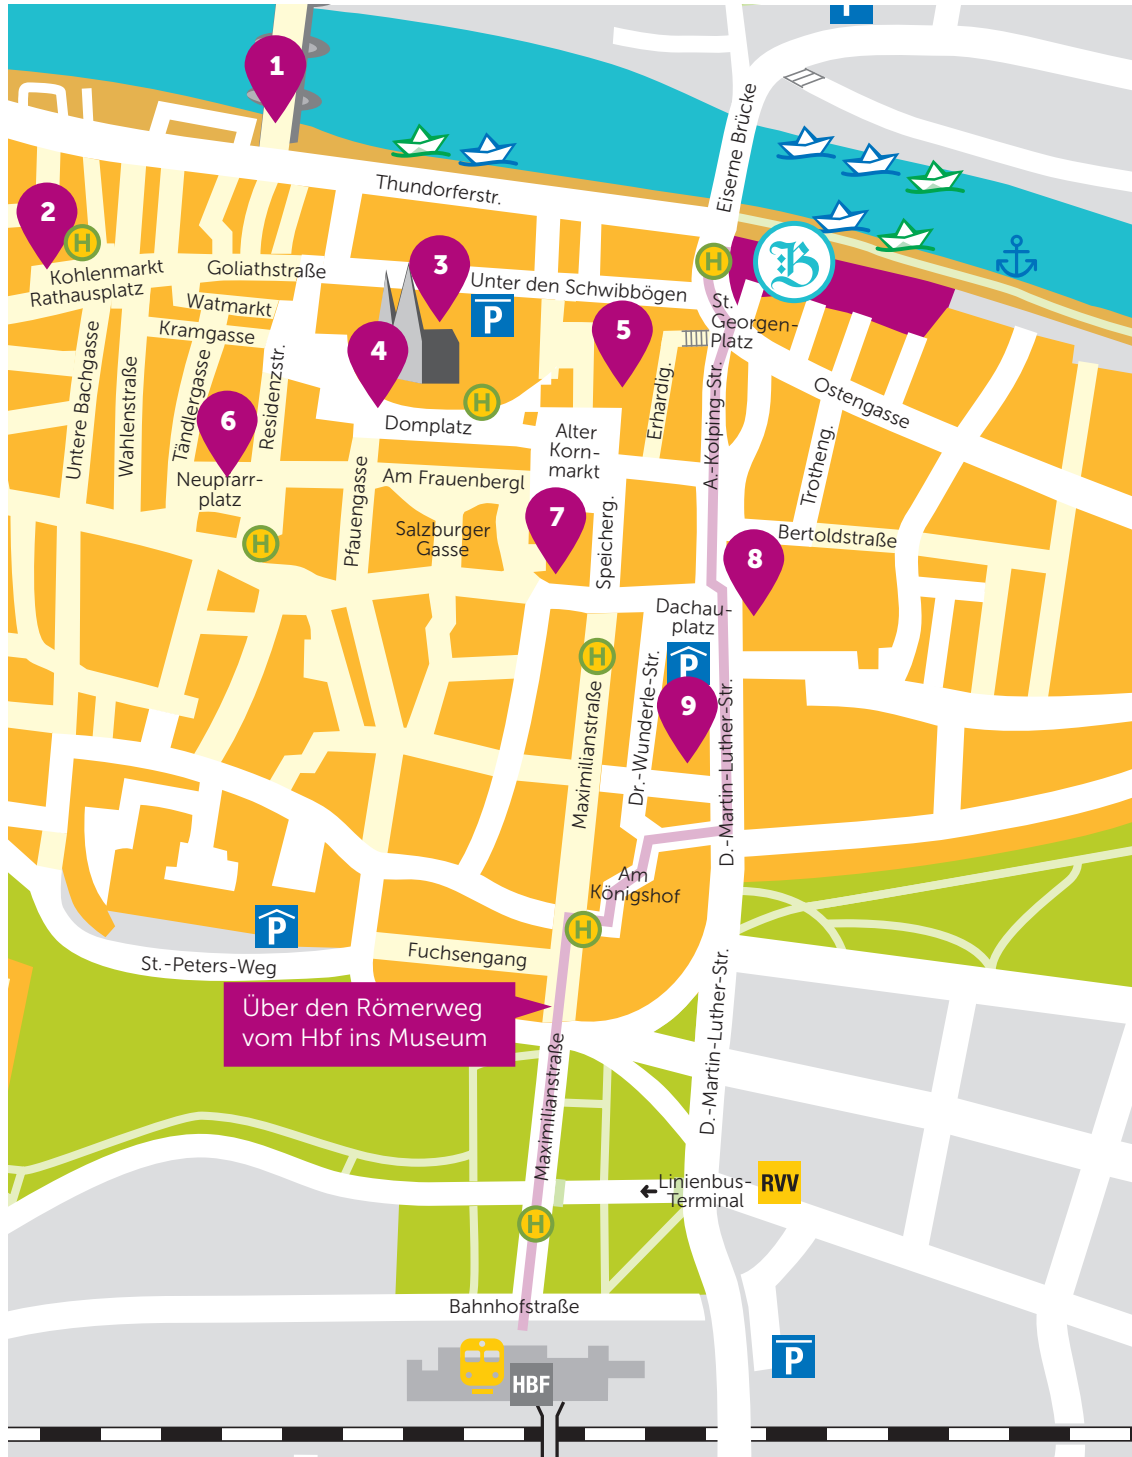 P
1
Eiserne Brücke
Thundorferstr.
2
H
Kohlenmarkt
Rathausplatz
Goliathstraße
3
Unter den Schwibbögen
H
B
P
St.
Georgen-
Platz
Watmarkt
Kramgasse
4
5
Untere Bachgasse
Wahlenstraße
Tändlergasse
Residenzstr.
6
H
Domplatz
Erhardig.
A.-Kolping-Str.
Ostengasse
Trotheng.
Alter
Korn-
markt
Neupfarr-
platz
Pfauengasse
Am Frauenbergl
Salzburger
Gasse
7
Speicherg.
H
Bertoldstraße
8
Dachau-
platz
H
P
9
Maximilianstraße
Dr.-Wunderle-Str.
D.-Martin-Luther-Str.
Am
Königshof
P
H
Fuchsengang
St.-Peters-Weg
Über den Römerweg
vom Hbf ins Museum
Maximilianstraße
D.-Martin-Luther-Str.
Linienbus-
Terminal
RVV
H
Bahnhofstraße
HBF
P